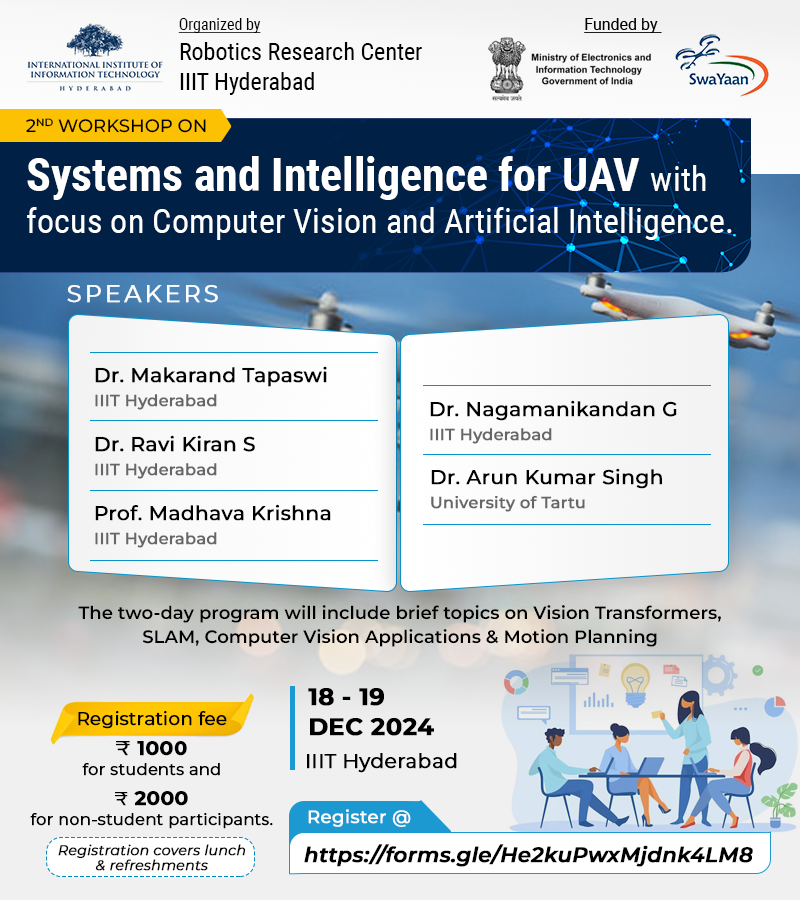 INTERNATIONAL INSTITUTE OF
INFORMATION TECHNOLOGY
HYDERABAD
Organized by
Robotics Research Center
IIIT Hyderabad
Funded by
सत्यमेव जयते
Ministry of Electronics and
Information Technology
Government of India
SwaYaan
2ND WORKSHOP ON
Systems and Intelligence for UAV with
focus on Computer Vision and Artificial Intelligence.
SPEAKERS
Dr. Makarand Tapaswi
IIIT Hyderabad
Dr. Ravi Kiran S
IIIT Hyderabad
Prof. Madhava Krishna
IIIT Hyderabad
Dr. Nagamanikandan G
IIIT Hyderabad
Dr. Arun Kumar Singh
University of Tartu
The two-day program will include brief topics on Vision Transformers,
SLAM, Computer Vision Applications & Motion Planning
Registration fee
₹ 1000
for students and
₹ 2000
for non-student participants.
Registration covers lunch
& refreshments
18 - 19
DEC 2024
IIIT Hyderabad
Register @
https://forms.gle/He2kuPwxMjdnk4LM8